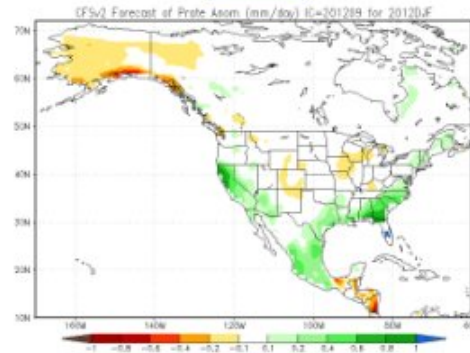 CFSv2 Forecast of Prate Anom (mm/day) IC=201289 for 2012DJF
70N
60N
50N
40N
30N
20N
10N
160W 140W 120W 100W 80W
-1 -0.8 -0.6 -0.4 -0.2 -0.1 0.1 0.2 0.4 0.6 0.8 1